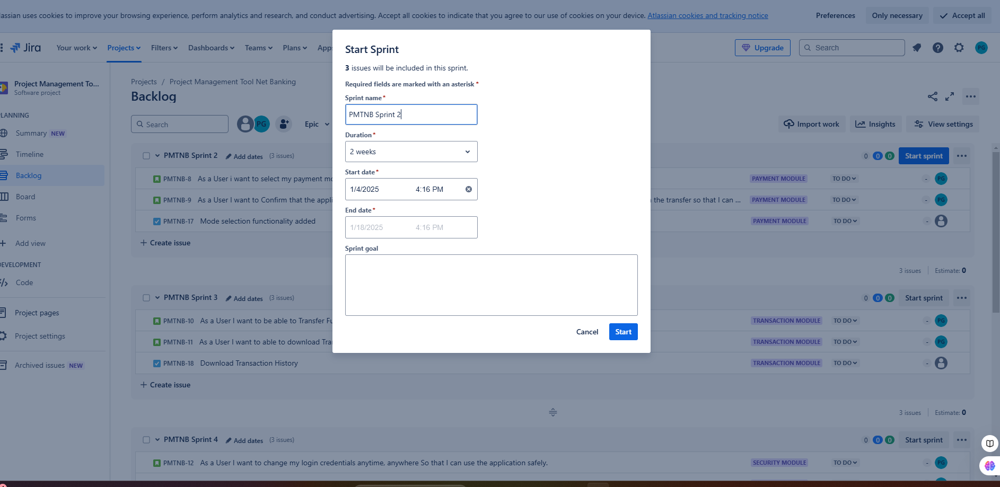 lassian uses cookies to improve your browsing experience, perform analytics and research, and conduct advertising. Accept all cookies to indicate that you agree to our use of cookies on your device. Atlassian cookies and tracking notice
Preferences
Only necessary
Accept all
Jira
Your work
Projects
Filters
Dashboards
Teams
Plans
Apps
Upgrade
Search
PG
Project Management To...
Software project
PLANNING
Summary NEW
Timeline
Backlog
Board
Forms
Add view
DEVELOPMENT
Code
Project pages
Project settings
Archived issues NEW
Projects / Project Management Tool Net Banking
Backlog
Search
PG
Epic
Import work
Insights
View settings
PMTNB Sprint 2 Add dates (3 issues)
0 0 0 Start sprint
PMTNB-8 As a User i want to select my payment mo
PAYMENT MODULE TO DO - PG
PMTNB-9 As a User I want to Confirm that the appli
the transfer so that I can ... PAYMENT MODULE TO DO - PG
PMTNB-17 Mode selection functionality added
PAYMENT MODULE TO DO -
Create issue
3 issues Estimate: 0
PMTNB Sprint 3 Add dates (3 issues)
0 0 0 Start sprint
PMTNB-10 As a User I want to be able to Transfer Fu
TRANSACTION MODULE TO DO - PG
PMTNB-11 As a User I want to able to download Tra
TRANSACTION MODULE TO DO - PG
PMTNB-18 Download Transaction History
TRANSACTION MODULE TO DO -
Create issue
3 issues Estimate: 0
PMTNB Sprint 4 Add dates (3 issues)
0 0 0 Start sprint
PMTNB-12 As a User I want to change my login credentials anytime, anywhere So that I can use the application safely.
SECURITY MODULE TO DO - PG
Start Sprint
3 issues will be included in this sprint.
Required fields are marked with an asterisk *
Sprint name *
PMTNB Sprint 2
Duration *
2 weeks
Start date *
1/4/2025 4:16 PM
End date *
1/18/2025 4:16 PM
Sprint goal
Cancel
Start